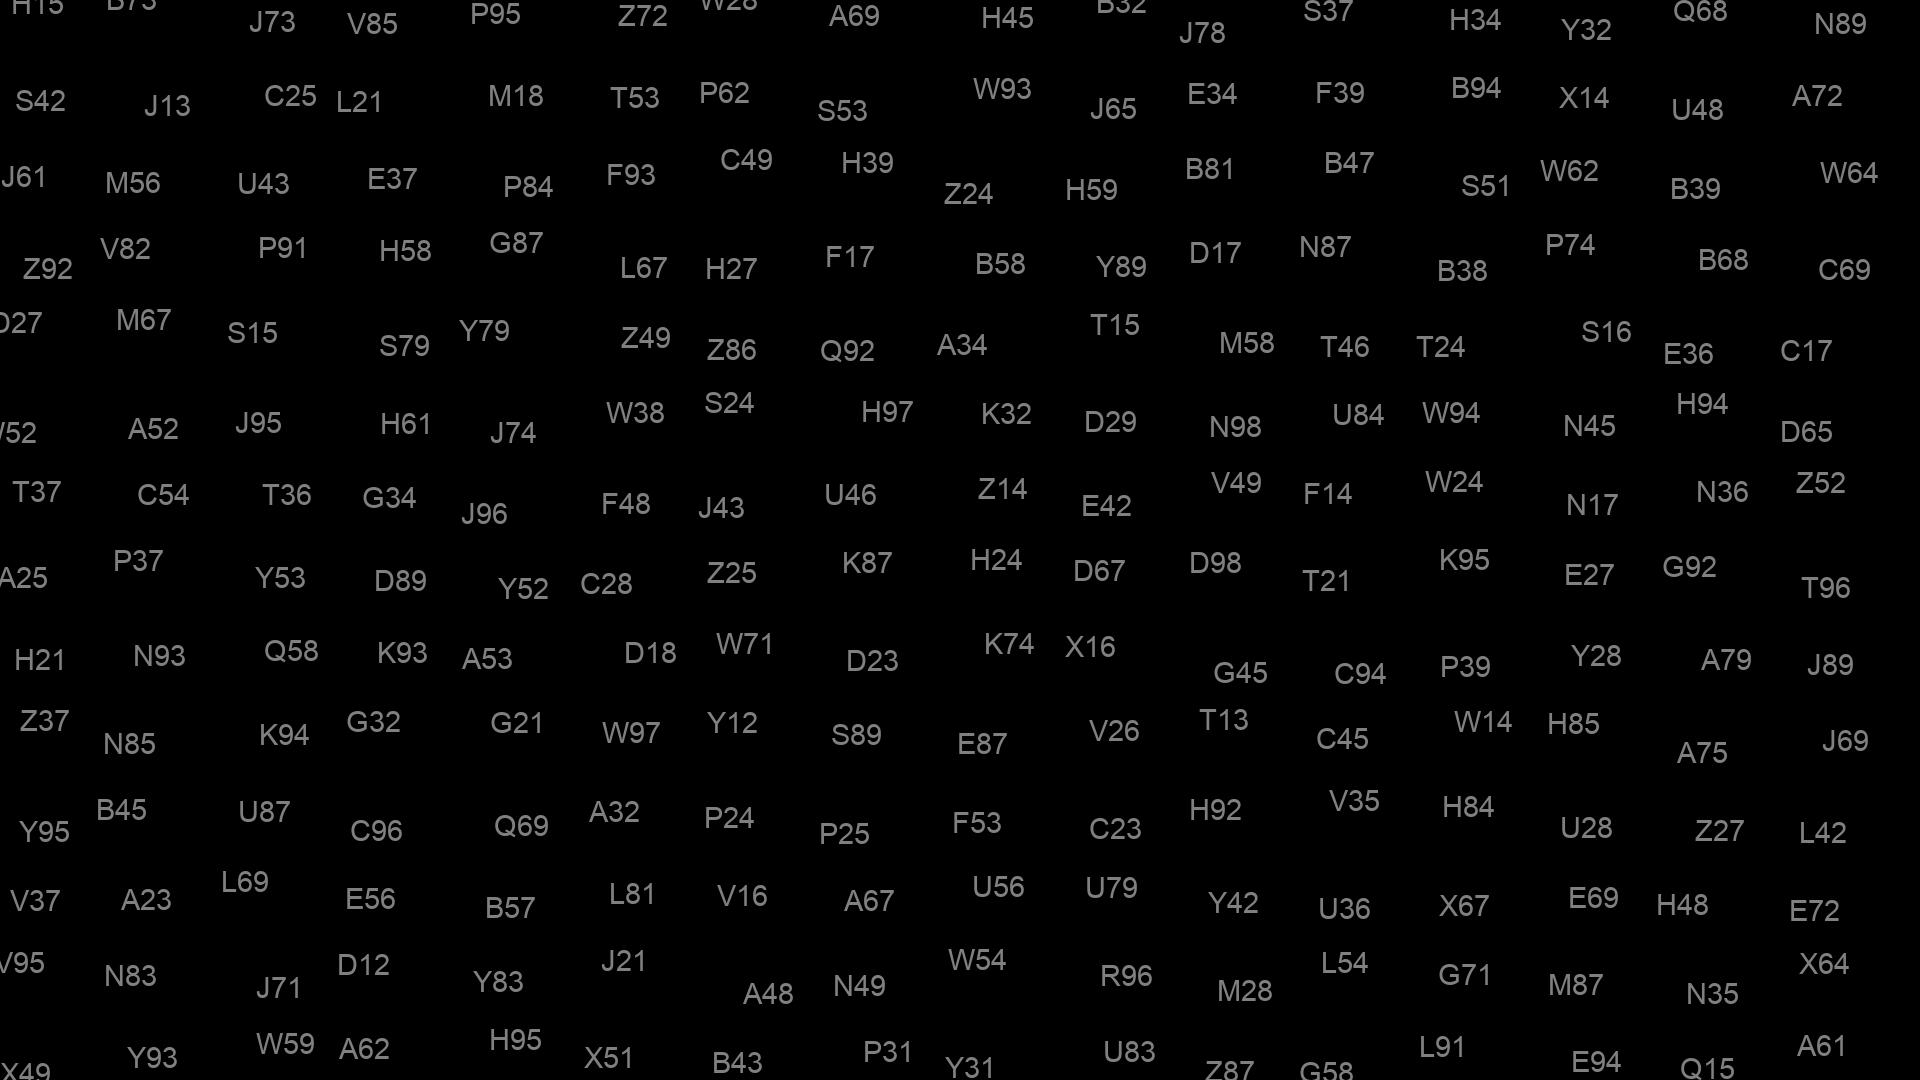 H15 B73 J73 V85 P95 Z72 W28 A69 H45 B32 J78 S37 H34 Y32 Q68 N89
S42 J13 C25 L21 M18 T53 P62 S53 W93 J65 E34 F39 B94 X14 U48 A72
J61 M56 U43 E37 P84 F93 C49 H39 Z24 H59 B81 B47 S51 W62 B39 W64
Z92 V82 P91 H58 G87 L67 H27 F17 B58 Y89 D17 N87 B38 P74 B68 C69
D27 M67 S15 S79 Y79 Z49 Z86 Q92 A34 T15 M58 T46 T24 S16 E36 C17
A52 J95 H61 J74 W38 S24 H97 K32 D29 N98 U84 W94 N45 H94 D65
T37 C54 T36 G34 J96 F48 J43 U46 Z14 E42 V49 F14 W24 N17 N36 Z52
A25 P37 Y53 D89 Y52 C28 Z25 K87 H24 D67 D98 T21 K95 E27 G92 T96
H21 N93 Q58 K93 A53 D18 W71 D23 K74 X16 G45 C94 P39 Y28 A79 J89
Z37 N85 K94 G32 G21 W97 Y12 S89 E87 V26 T13 C45 W14 H85 A75 J69
Y95 B45 U87 C96 Q69 A32 P24 P25 F53 C23 H92 V35 H84 U28 Z27 L42
V37 A23 L69 E56 B57 L81 V16 A67 U56 U79 Y42 U36 X67 E69 H48 E72
V95 N83 J71 D12 Y83 J21 A48 N49 W54 R96 M28 L54 G71 M87 N35 X64
X49 Y93 W59 A62 H95 X51 B43 P31 Y31 U83 Z87 G58 L91 E94 Q15 A61